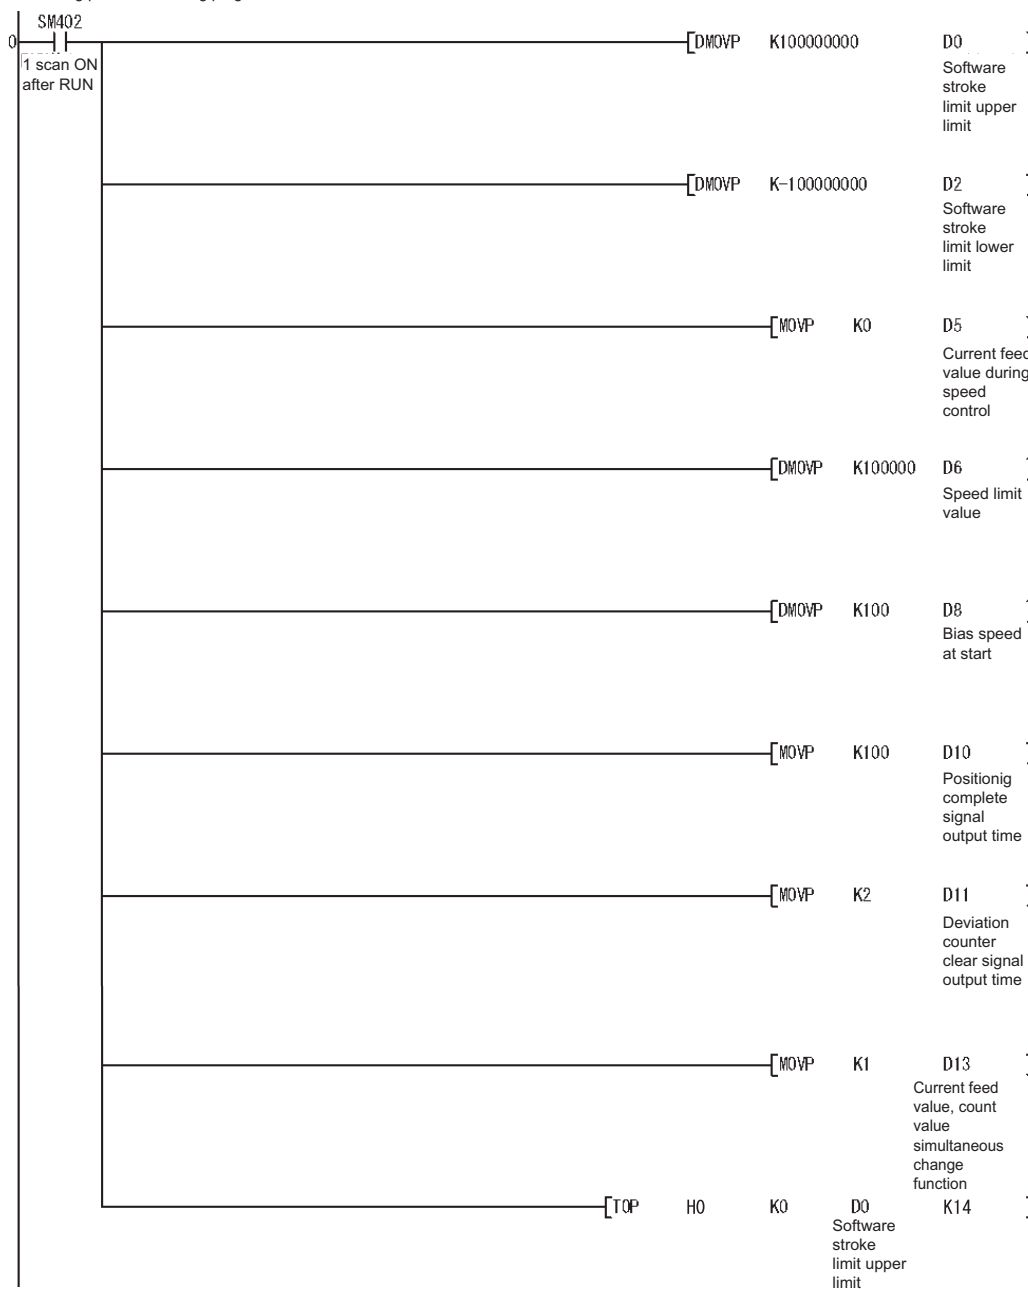 SM402
0 [DMOVP K100000000 D0 ]
1 scan ON
after RUN
Software
stroke
limit upper
limit
[DMOVP K-100000000 D2 ]
Software
stroke
limit lower
limit
[MOVP K0 D5 ]
Current feed
value during
speed
control
[DMOVP K100000 D6 ]
Speed limit
value
[DMOVP K100 D8 ]
Bias speed
at start
[MOVP K100 D10 ]
Positionig
complete
signal
output time
[MOVP K2 D11 ]
Deviation
counter
clear signal
output time
[MOVP K1 D13 ]
Current feed
value, count
value
simultaneous
change
function
[TOP H0 K0 D0 K14 ]
Software
stroke
limit upper
limit